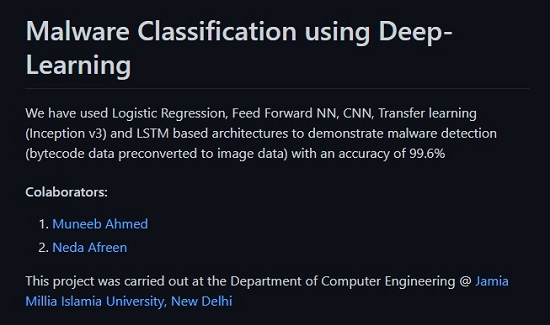 Malware Classification using Deep-
Learning
We have used Logistic Regression, Feed Forward NN, CNN, Transfer learning
(Inception v3) and LSTM based architectures to demonstrate malware detection
(bytecode data preconverted to image data) with an accuracy of 99.6%
Colaborators:
1. Muneeb Ahmed
2. Neda Afreen
This project was carried out at the Department of Computer Engineering @ Jamia
Millia Islamia University, New Delhi